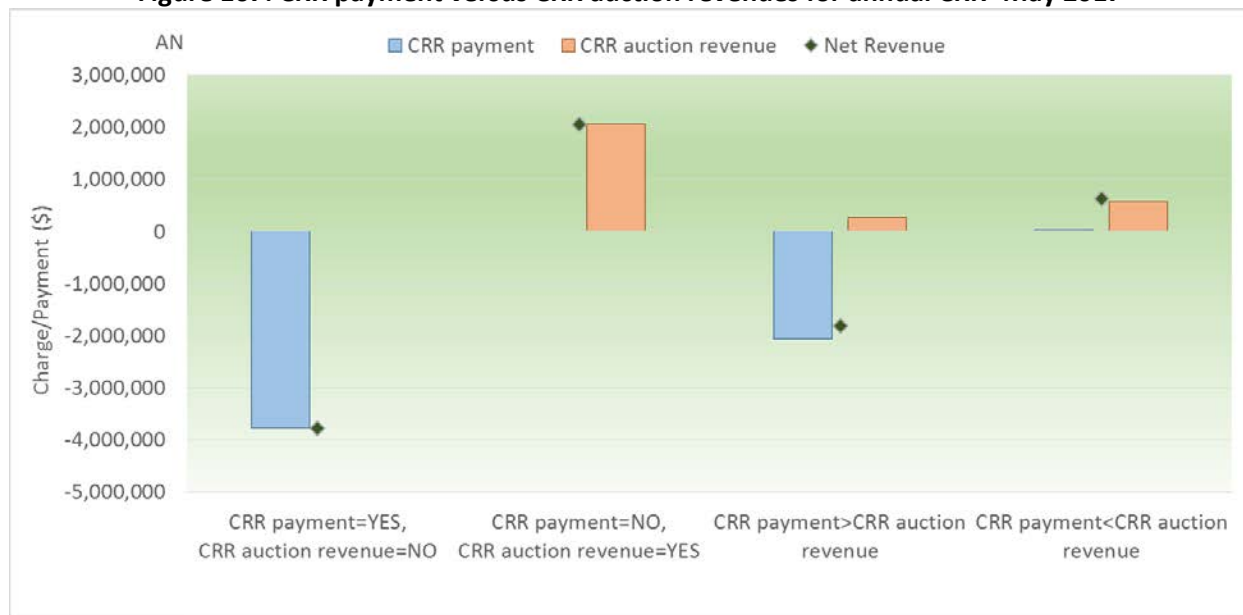 AN
CRR payment CRR auction revenue Net Revenue
3,000,000
2,000,000
1,000,000
0
-1,000,000
-2,000,000
-3,000,000
-4,000,000
-5,000,000
Charge/Payment ($)
CRR payment=YES,
CRR auction revenue=NO
CRR payment=NO,
CRR auction revenue=YES
CRR payment>CRR auction
revenue
CRR payment<CRR auction
revenue